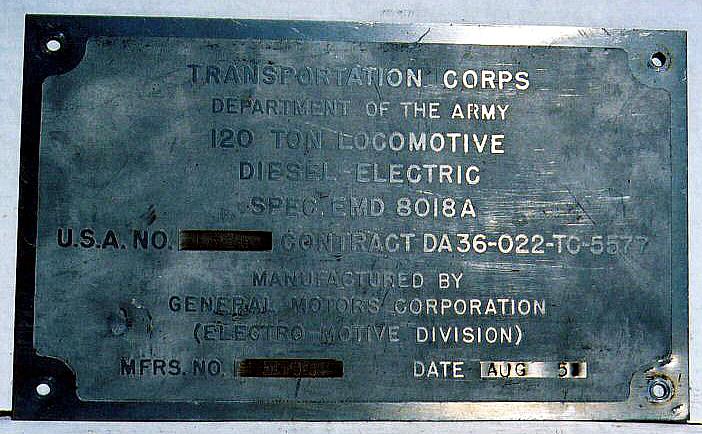 TRANSPORTATION CORPS
DEPARTMENT OF THE ARMY
120 TON LOCOMOTIVE
DIESEL-ELECTRIC
SPEC. EMD 8018A
U.S.A. NO. CONTRACT DA36-022-TC-5577
MANUFACTURED BY
GENERAL MOTORS CORPORATION
(ELECTRO-MOTIVE DIVISION)
MFRS. NO. DATE AUG 51